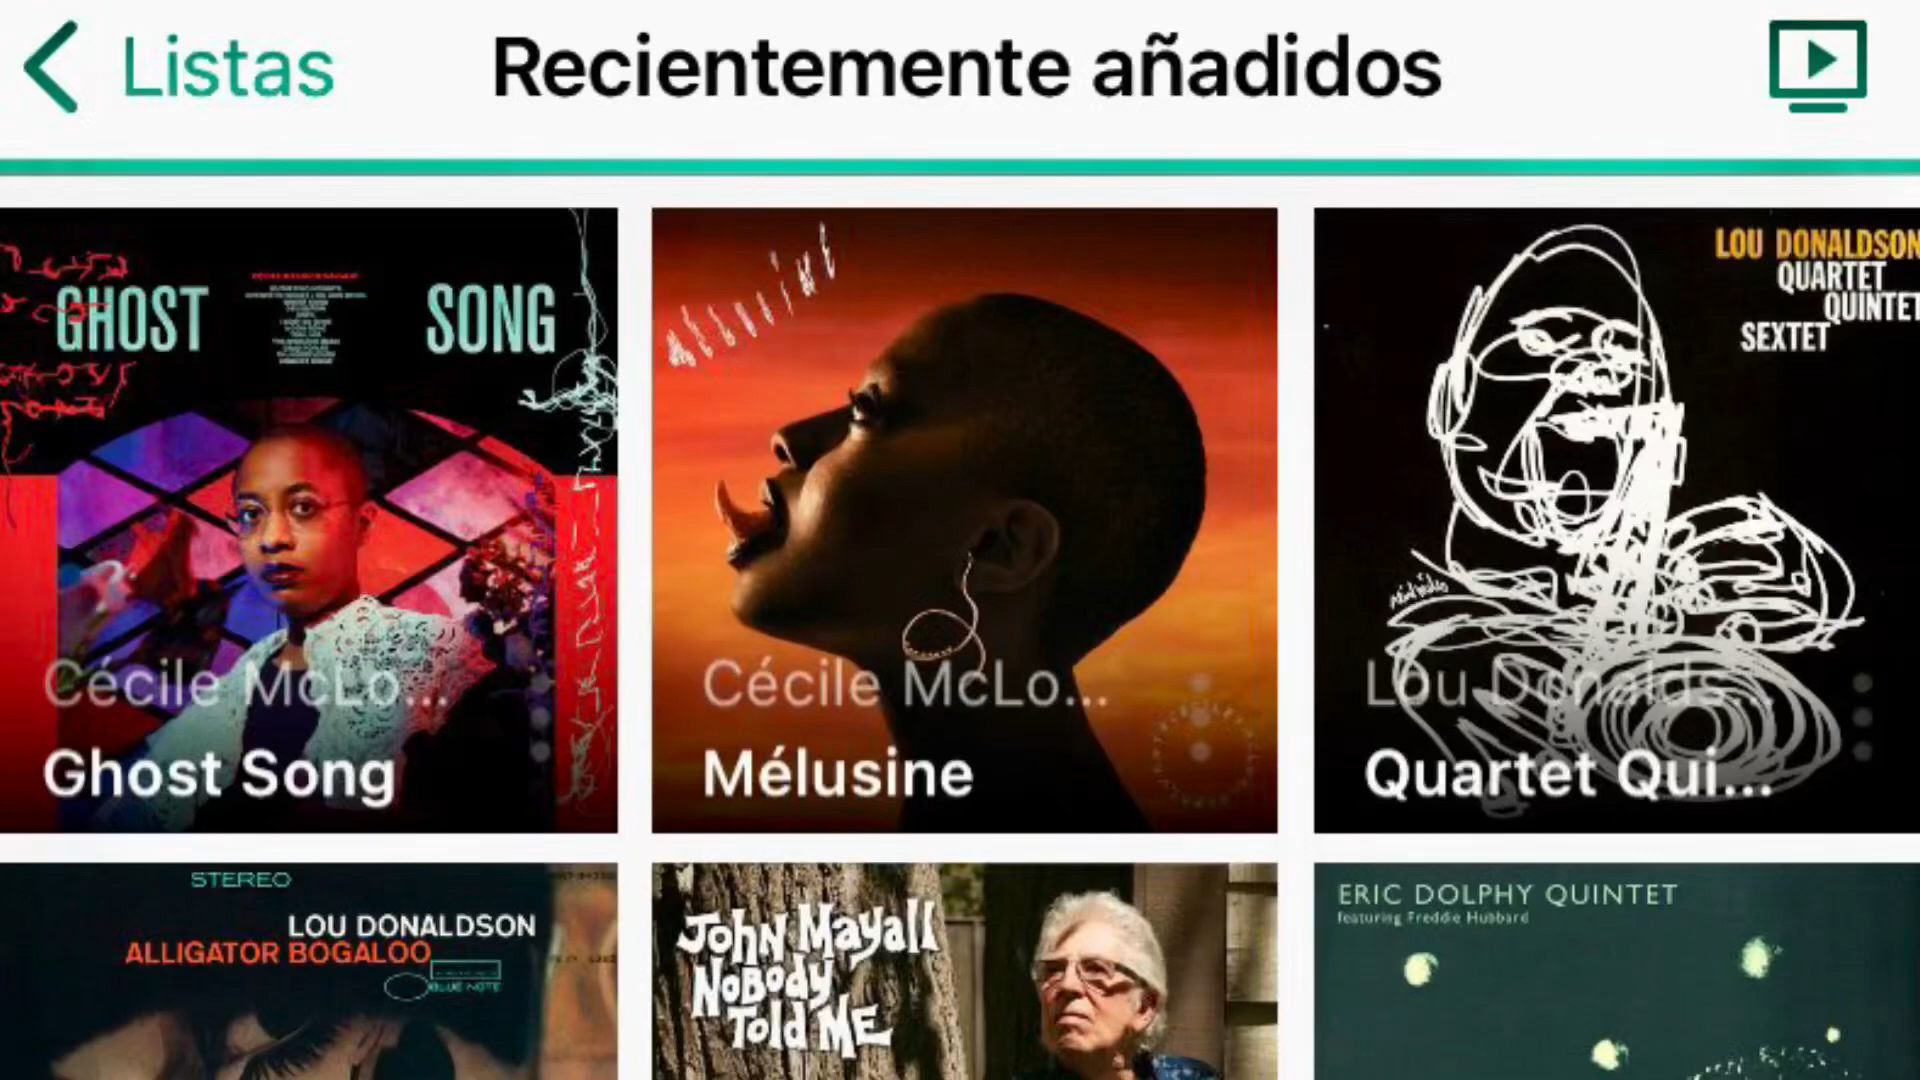 Listas
Recientemente añadidos
GHOST SONG
Cécile McLo...
Ghost Song
Mélusine
Cécile McLo...
Mélusine
LOU DONALDSON
QUARTET
QUINTET
SEXTET
Lou Donalds...
Quartet Qui...
STEREO
LOU DONALDSON
ALLIGATOR BOGALOO
BLUE NOTE
John Mayall
NoBody
Told ME
ERIC DOLPHY QUINTET
featuring Freddie Hubbard